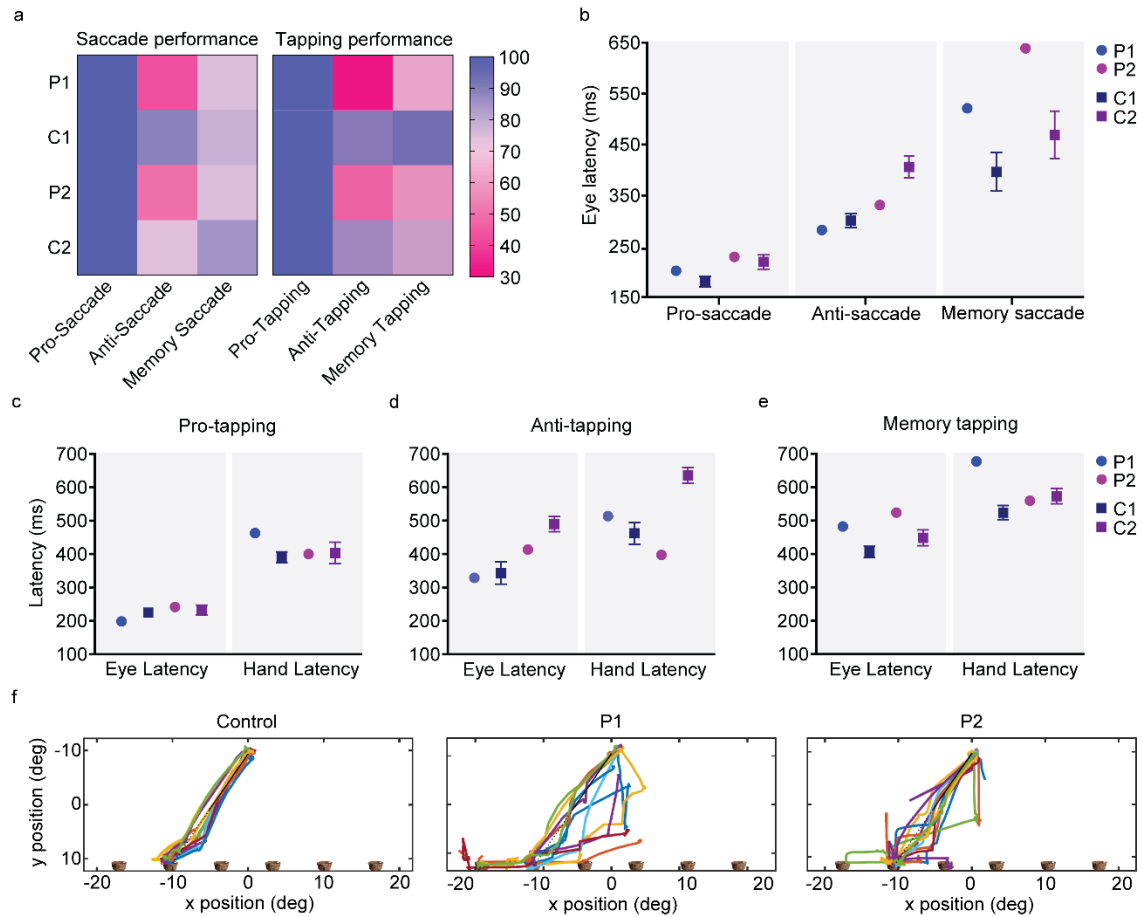 a
Saccade performance
Tapping performance
P1
C1
P2
C2
100
90
80
70
60
50
40
30
Pro-Saccade
Anti-Saccade
Memory Saccade
Pro-Tapping
Anti-Tapping
Memory Tapping
b
Eye latency (ms)
650
550
450
350
250
150
Pro-saccade
Anti-saccade
Memory saccade
P1
P2
C1
C2
c
Pro-tapping
Latency (ms)
700
600
500
400
300
200
100
Eye Latency
Hand Latency
d
Anti-tapping
700
600
500
400
300
200
100
Eye Latency
Hand Latency
e
Memory tapping
700
600
500
400
300
200
100
Eye Latency
Hand Latency
P1
P2
C1
C2
f
Control
y position (deg)
-10
0
10
-20 -10 0 10 20
x position (deg)
P1
-20 -10 0 10 20
x position (deg)
P2
-20 -10 0 10 20
x position (deg)